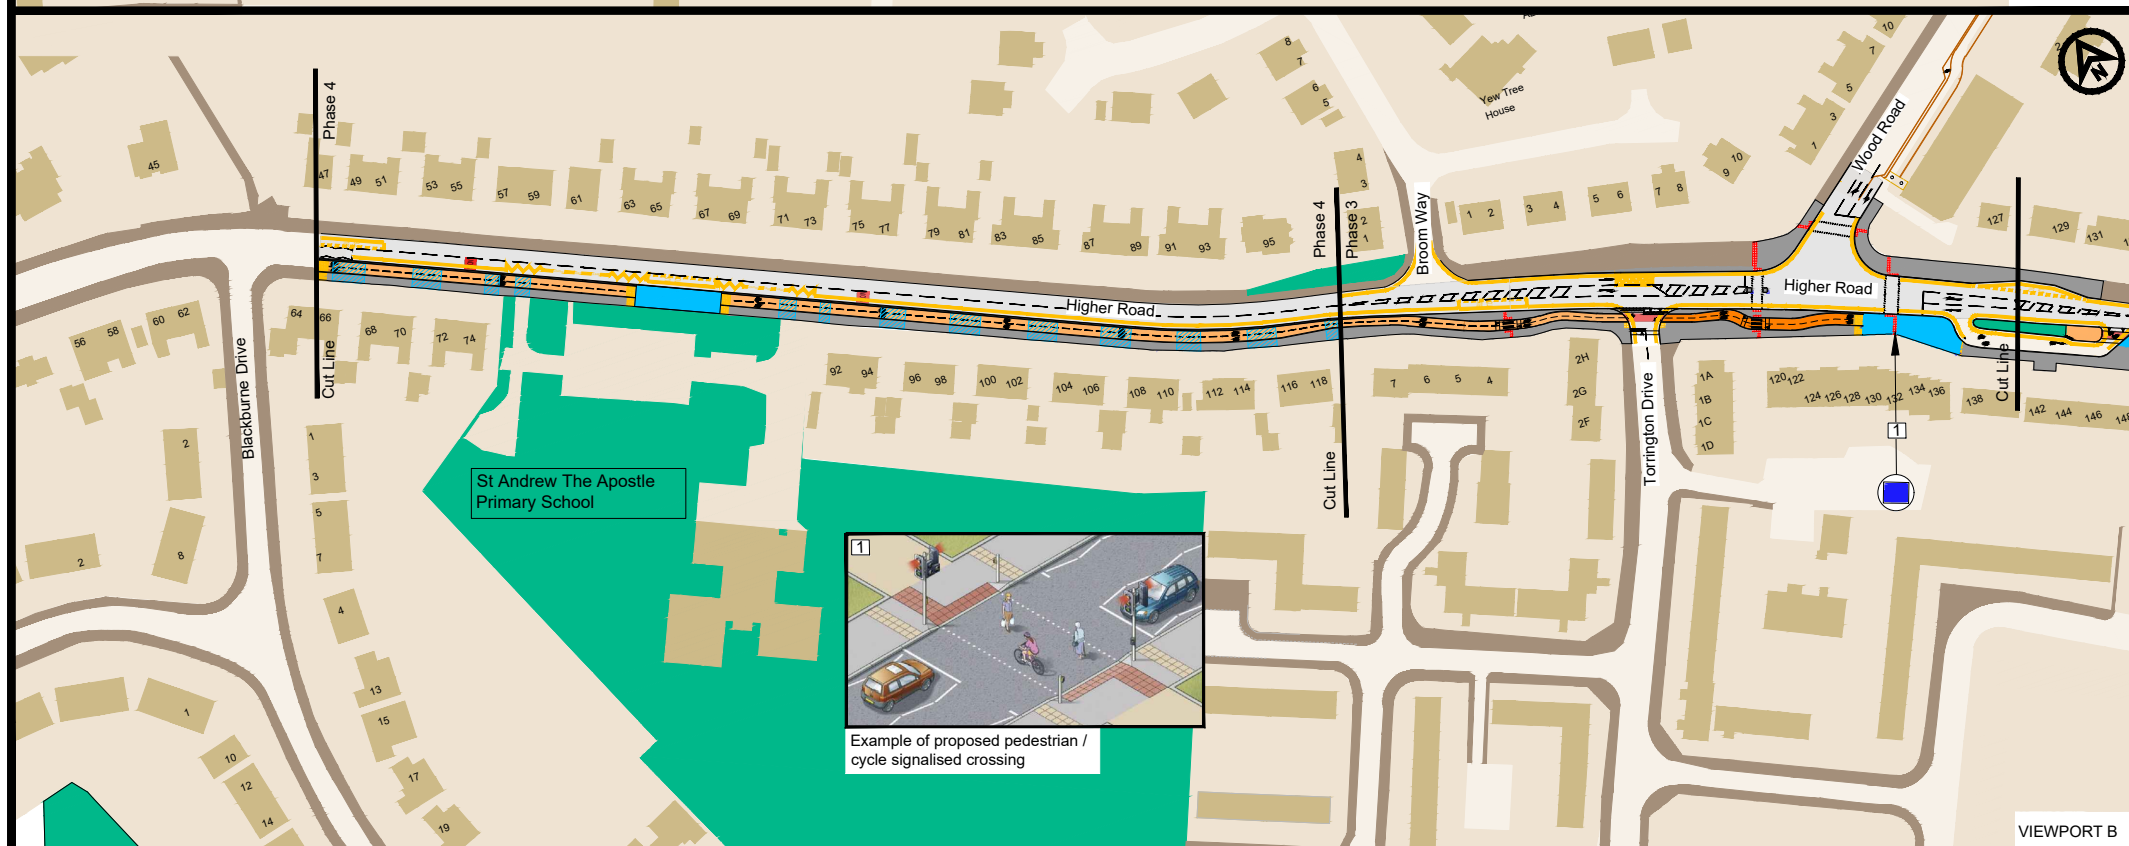 Phase 4
Cut Line
Phase 4
Phase 3
Cut Line
Cut Line
Blackburne Drive
Higher Road
Broom Way
Higher Road
Wood Road
Torrington Drive
Yew Tree
House
St Andrew The Apostle
Primary School
1
Example of proposed pedestrian /
cycle signalised crossing
1
N
VIEWPORT B
45
47
49 51
53 55
57 59
61
63 65
67 69
71 73
75 77
79 81
83 85
87 89
91 93
95
8
7
6
5
4
3
2
1
1 2
3 4
5 6
7 8
10
9
10
7
5
3
1
127
129
131
56 58
60 62
64 66
68 70
72 74
92 94
96 98
100 102
104 106
108 110
112 114
116 118
7 6 5 4
2H
2G
2F
1A
1B
1C
1D
120 122
124 126 128 130 132 134 136
138
142 144 146
2
8
2
1
3
5
7
4
13
15
17
19
1
10
12
14